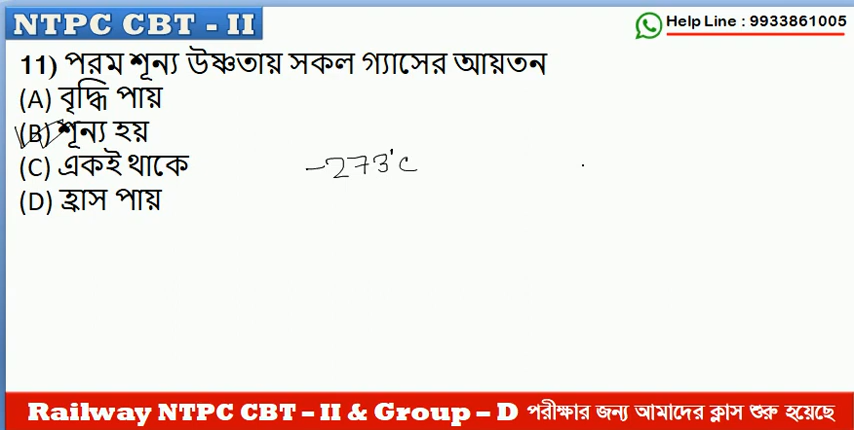 NTPC CBT - II
Help Line : 9933861005
11) পরম শূন্য উষ্ণতায় সকল গ্যাসের আয়তন
(A) বৃদ্ধি পায়
(B) শূন্য হয়
(C) একই থাকে
-273°C
(D) হ্রাস পায়
Railway NTPC CBT – II & Group – D পরীক্ষার জন্য আমাদের ক্লাস শুরু হয়েছে